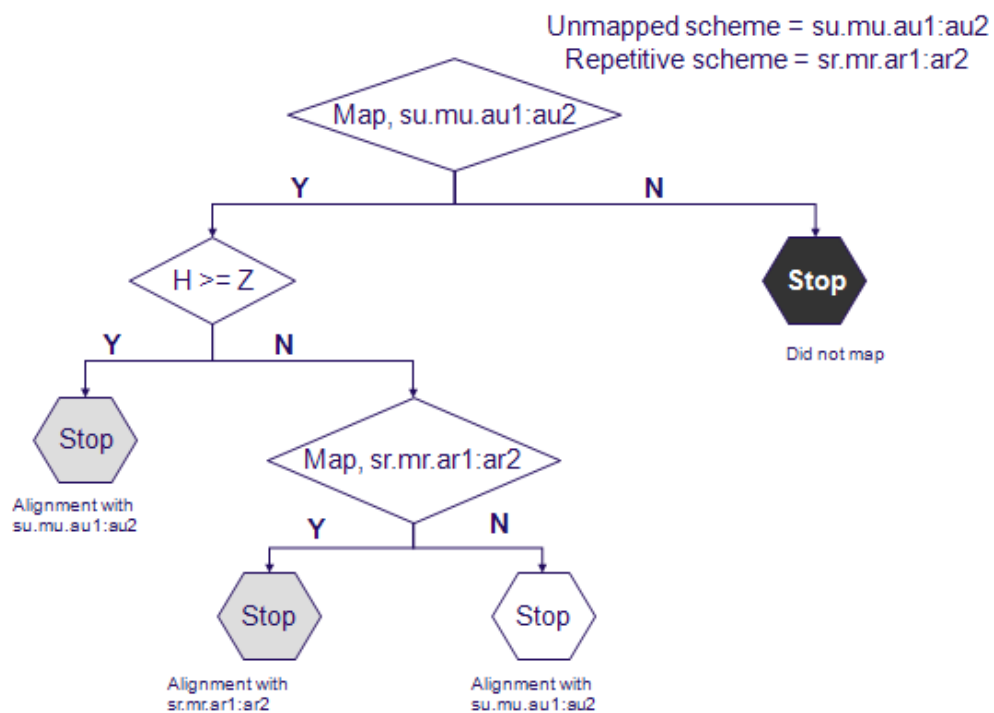 Unmapped scheme = su.mu.au1:au2
Repetitive scheme = sr.mr.ar1:ar2
Map, su.mu.au1:au2
Y
N
H >= Z
Stop
Did not map
Y
N
Stop
Alignment with
su.mu.au1:au2
Map, sr.mr.ar1:ar2
Y
N
Stop
Stop
Alignment with
sr.mr.ar1:ar2
Alignment with
su.mu.au1:au2